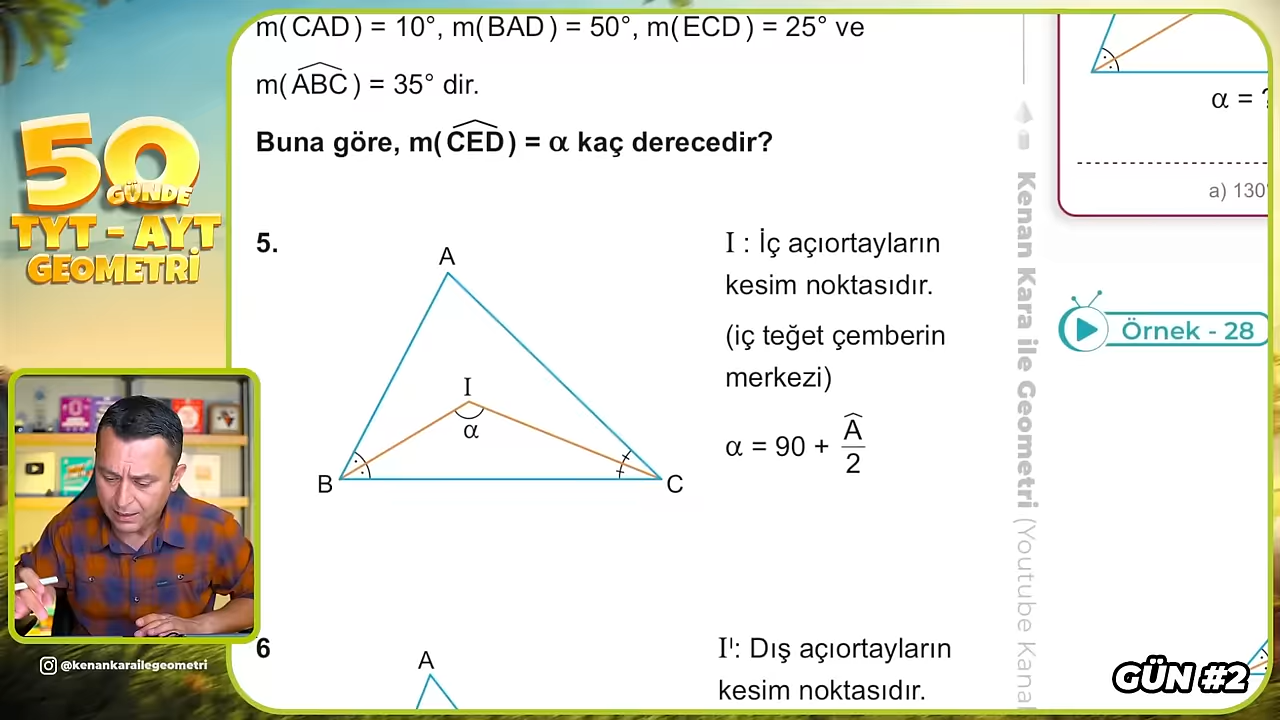 m(CAD) = 10°, m(BAD) = 50°, m(ECD) = 25° ve
m(ABC) = 35° dir.
Buna göre, m(CED) = α kaç derecedir?
5.
A
I
α
B
C
I : İç açıortayların
kesim noktasıdır.
(iç teğet çemberin
merkezi)
α = 90 + A/2
6
A
Iꞌ: Dış açıortayların
kesim noktasıdır.
Kenan Kara ile Geometri (Youtube Kanal
α = ?
a) 130°
Örnek - 28
50
GÜNDE
TYT - AYT
GEOMETRİ
@kenankarailegeometri
GÜN #2